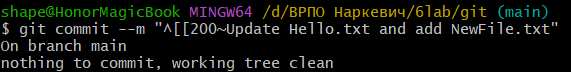 shape@HonorMagicBook MINGW64 /d/ВРПО Наркевич/6lab/git (main)
$ git commit --m "^[[200~Update Hello.txt and add NewFile.txt"
On branch main
nothing to commit, working tree clean